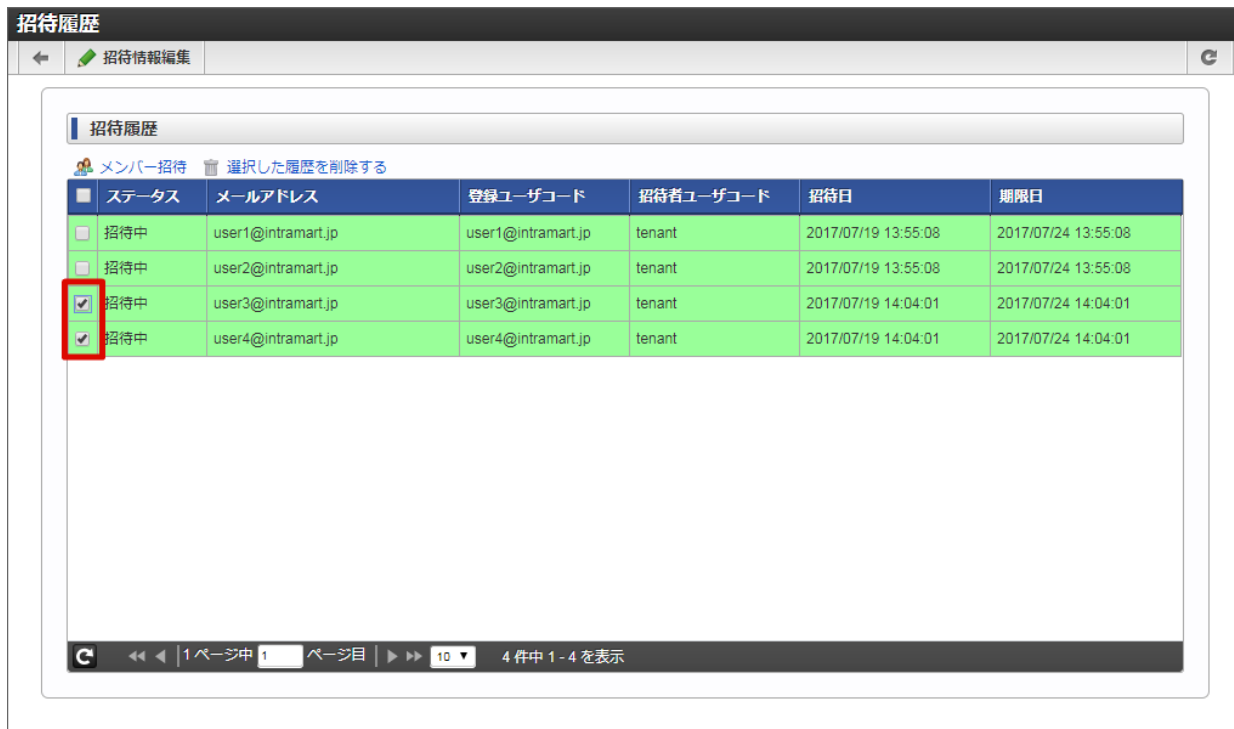 招待履歴
招待情報編集
招待履歴
メンバー招待 選択した履歴を削除する
ステータス メールアドレス 登録ユーザコード 招待者ユーザコード 招待日 期限日
招待中 user1@intramart.jp user1@intramart.jp tenant 2017/07/19 13:55:08 2017/07/24 13:55:08
招待中 user2@intramart.jp user2@intramart.jp tenant 2017/07/19 13:55:08 2017/07/24 13:55:08
招待中 user3@intramart.jp user3@intramart.jp tenant 2017/07/19 14:04:01 2017/07/24 14:04:01
招待中 user4@intramart.jp user4@intramart.jp tenant 2017/07/19 14:04:01 2017/07/24 14:04:01
1 ページ中 1 ページ目 10 4 件中 1 - 4 を表示